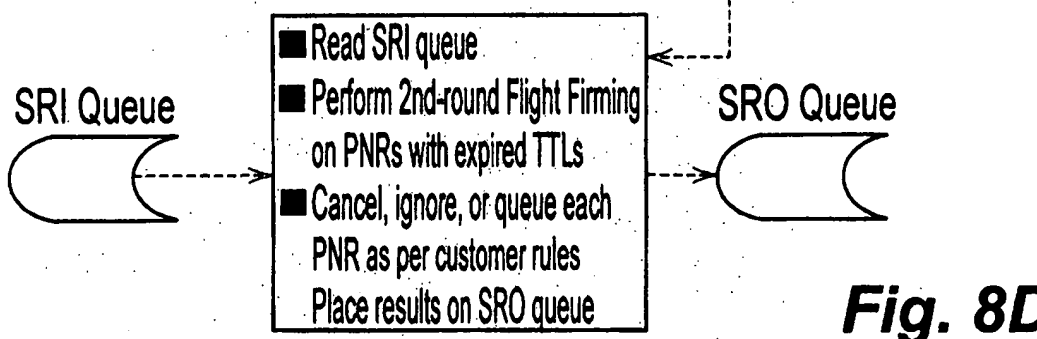 Read SRI queue
Perform 2nd-round Flight Firming
on PNRs with expired TTLs
Cancel, ignore, or queue each
PNR as per customer rules
Place results on SRO queue
SRI Queue
SRO Queue
Fig. 8D